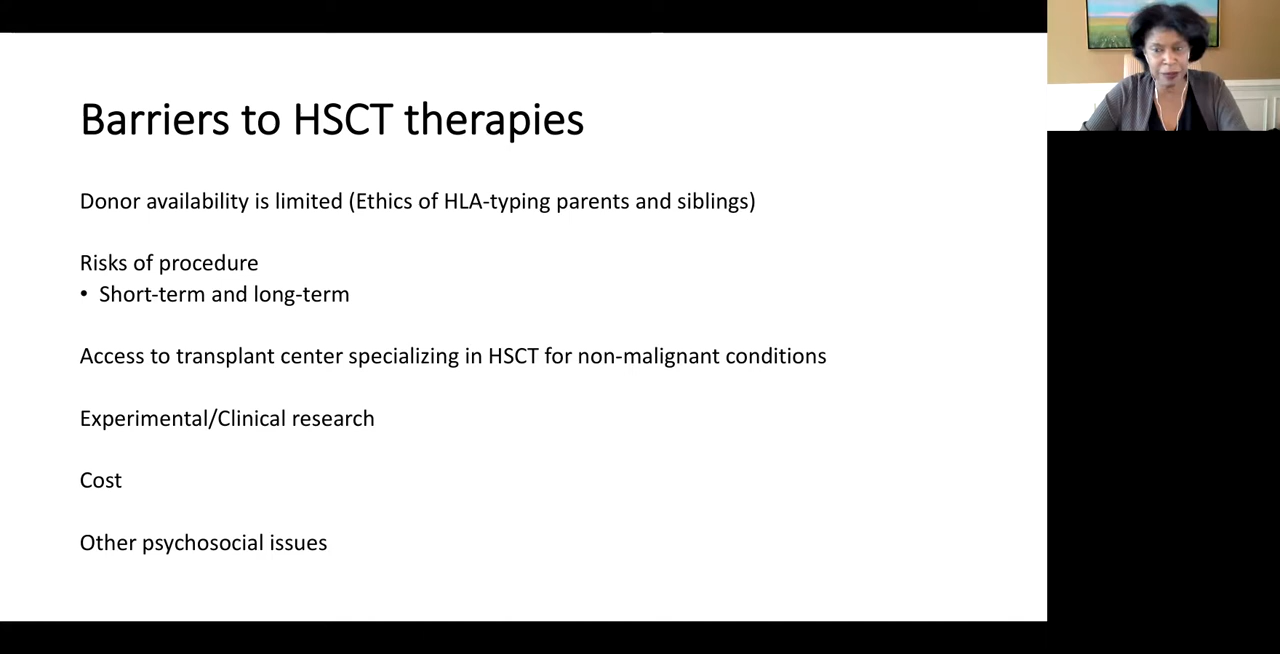 Barriers to HSCT therapies
Donor availability is limited (Ethics of HLA-typing parents and siblings)
Risks of procedure
• Short-term and long-term
Access to transplant center specializing in HSCT for non-malignant conditions
Experimental/Clinical research
Cost
Other psychosocial issues